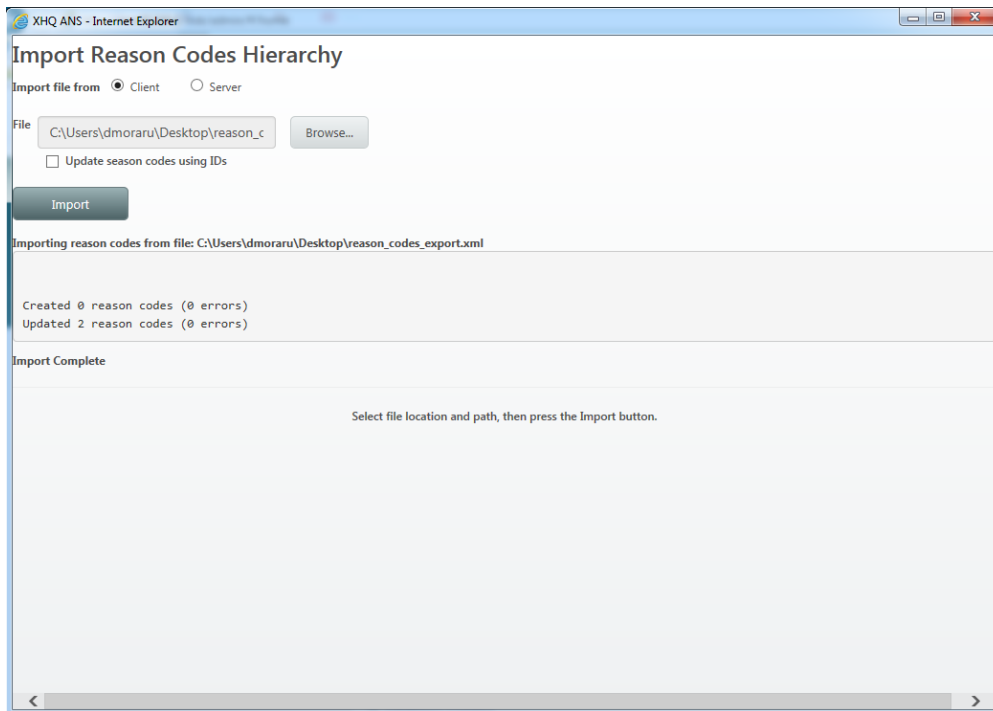 XHQ ANS - Internet Explorer
Import Reason Codes Hierarchy
Import file from Client Server
File C:\Users\dmoraru\Desktop\reason_c Browse...
Update season codes using IDs
Import
Importing reason codes from file: C:\Users\dmoraru\Desktop\reason_codes_export.xml
Created 0 reason codes (0 errors)
Updated 2 reason codes (0 errors)
Import Complete
Select file location and path, then press the Import button.